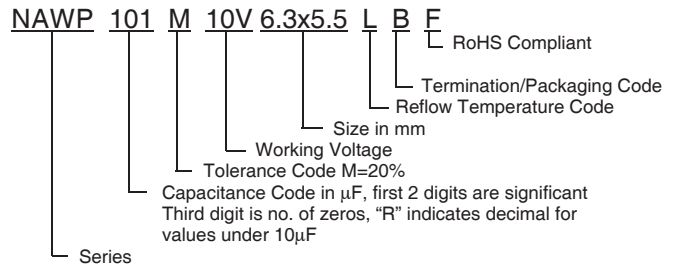 NAWP 101 M 10V 6.3x5.5 L B F
RoHS Compliant
Termination/Packaging Code
Reflow Temperature Code
Size in mm
Working Voltage
Tolerance Code M=20%
Capacitance Code in μF, first 2 digits are significant
Third digit is no. of zeros, “R” indicates decimal for
values under 10μF
Series